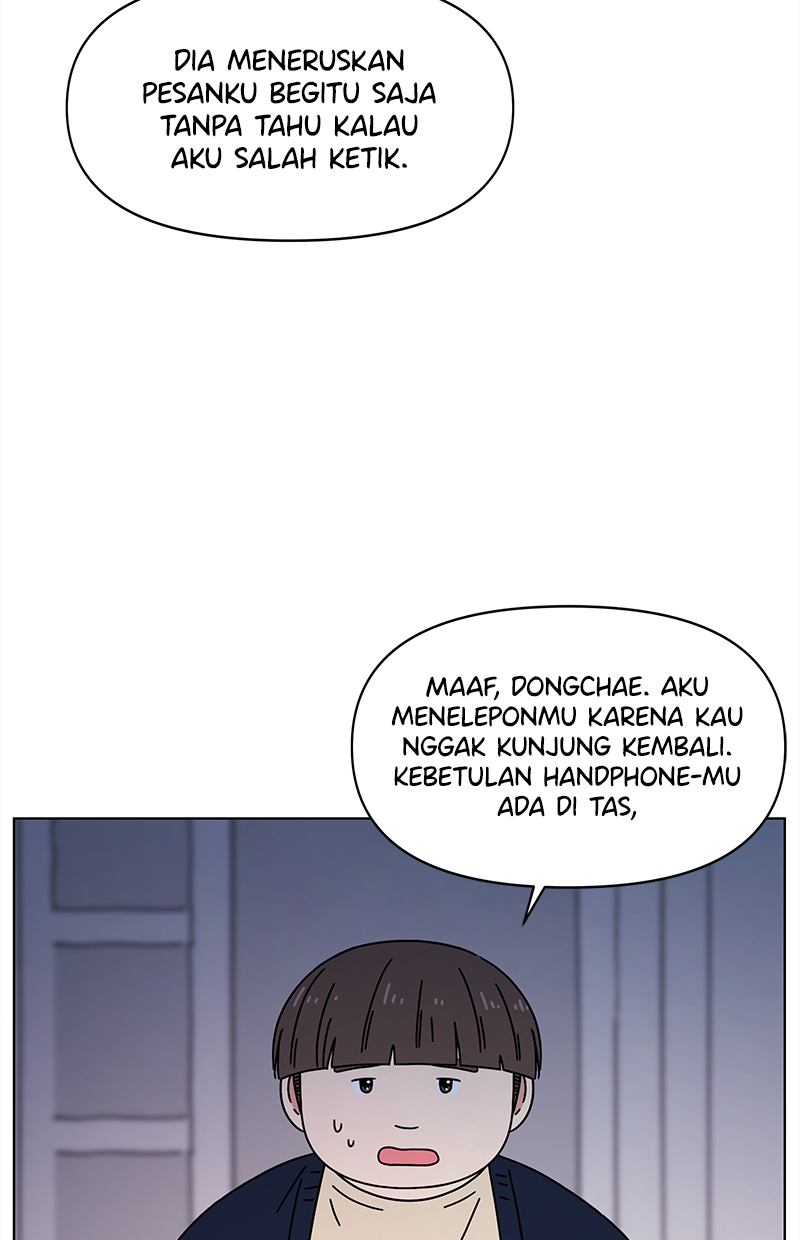 DIA MENERUSKAN
PESANKU BEGITU SAJA
TANPA TAHU KALAU
AKU SALAH KETIK.
MAAF, DONGCHAE. AKU
MENELEPONMU KARENA KAU
NGGAK KUNJUNG KEMBALI.
KEBETULAN HANDPHONE-MU
ADA DI TAS,